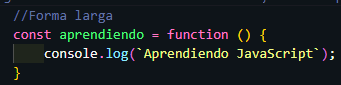 //Forma larga
const aprendiendo = function () {
    console.log(`Aprendiendo JavaScript`);
}